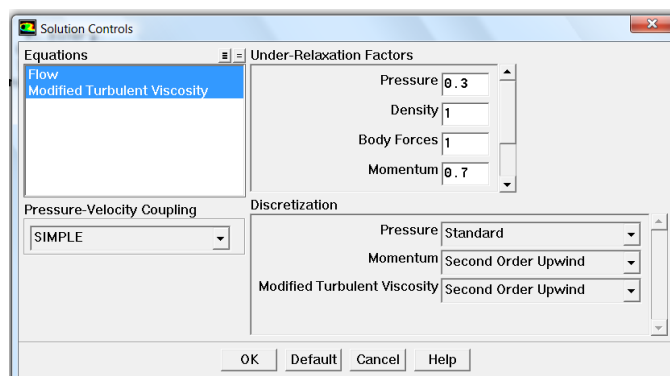 Solution Controls
Equations
Flow
Modified Turbulent Viscosity
Pressure-Velocity Coupling
SIMPLE
Under-Relaxation Factors
Pressure 0.3
Density 1
Body Forces 1
Momentum 0.7
Discretization
Pressure Standard
Momentum Second Order Upwind
Modified Turbulent Viscosity Second Order Upwind
OK Default Cancel Help